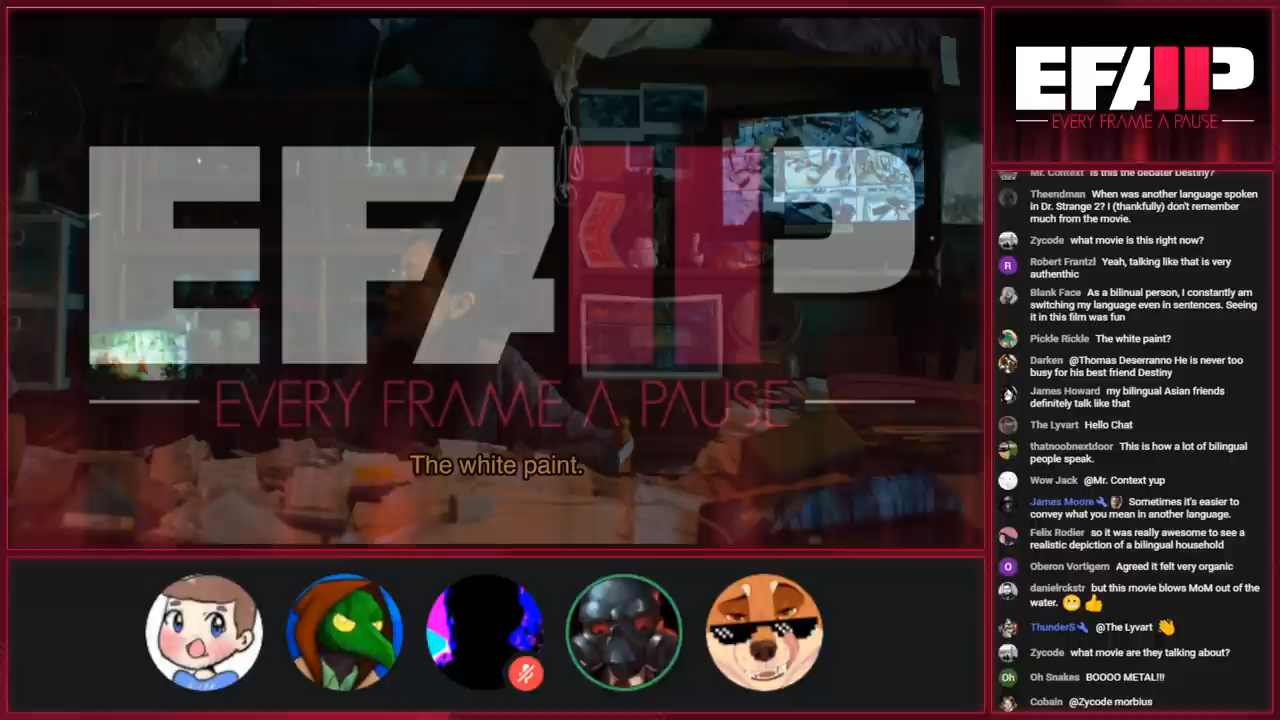 EFAP
EVERY FRAME A PAUSE
The white paint.
EFAP
EVERY FRAME A PAUSE
Mr. Context is this the debater Destiny?
Theendman When was another language spoken
in Dr. Strange 2? I (thankfully) don't remember
much from the movie.
Zycode what movie is this right now?
R Robert Frantzl Yeah, talking like that is very
authenthic
Blank Face As a bilinual person, I constantly am
switching my language even in sentences. Seeing
it in this film was fun
Pickle Rickle The white paint?
Darken @Thomas Deserranno He is never too
busy for his best friend Destiny
James Howard my bilingual Asian friends
definitely talk like that
The Lyvart Hello Chat
thatnoobnextdoor This is how a lot of bilingual
people speak.
Wow Jack @Mr. Context yup
James Moore Sometimes it's easier to
convey what you mean in another language.
Felix Rodier so it was really awesome to see a
realistic depiction of a bilingual household
O Oberon Vortigern Agreed it felt very organic
danielrckstr but this movie blows MoM out of the
water. 😬👍
ThunderS @The Lyvart 👋
Zycode what movie are they talking about?
Oh Oh Snakes BOOOO METAL!!!
Cobain @Zycode morbius